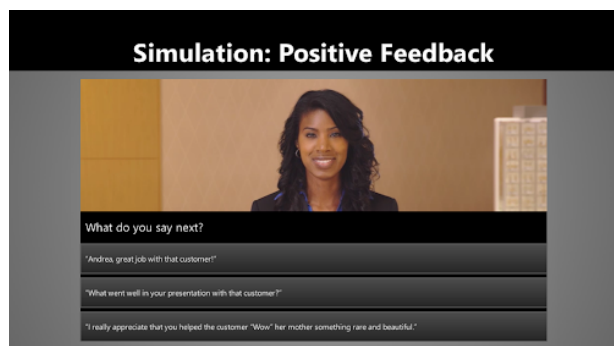 Simulation: Positive Feedback
What do you say next?
"Andrea, great job with that customer!"
"What went well in your presentation with that customer?"
"I really appreciate that you helped the customer "Wow" her mother something rare and beautiful."